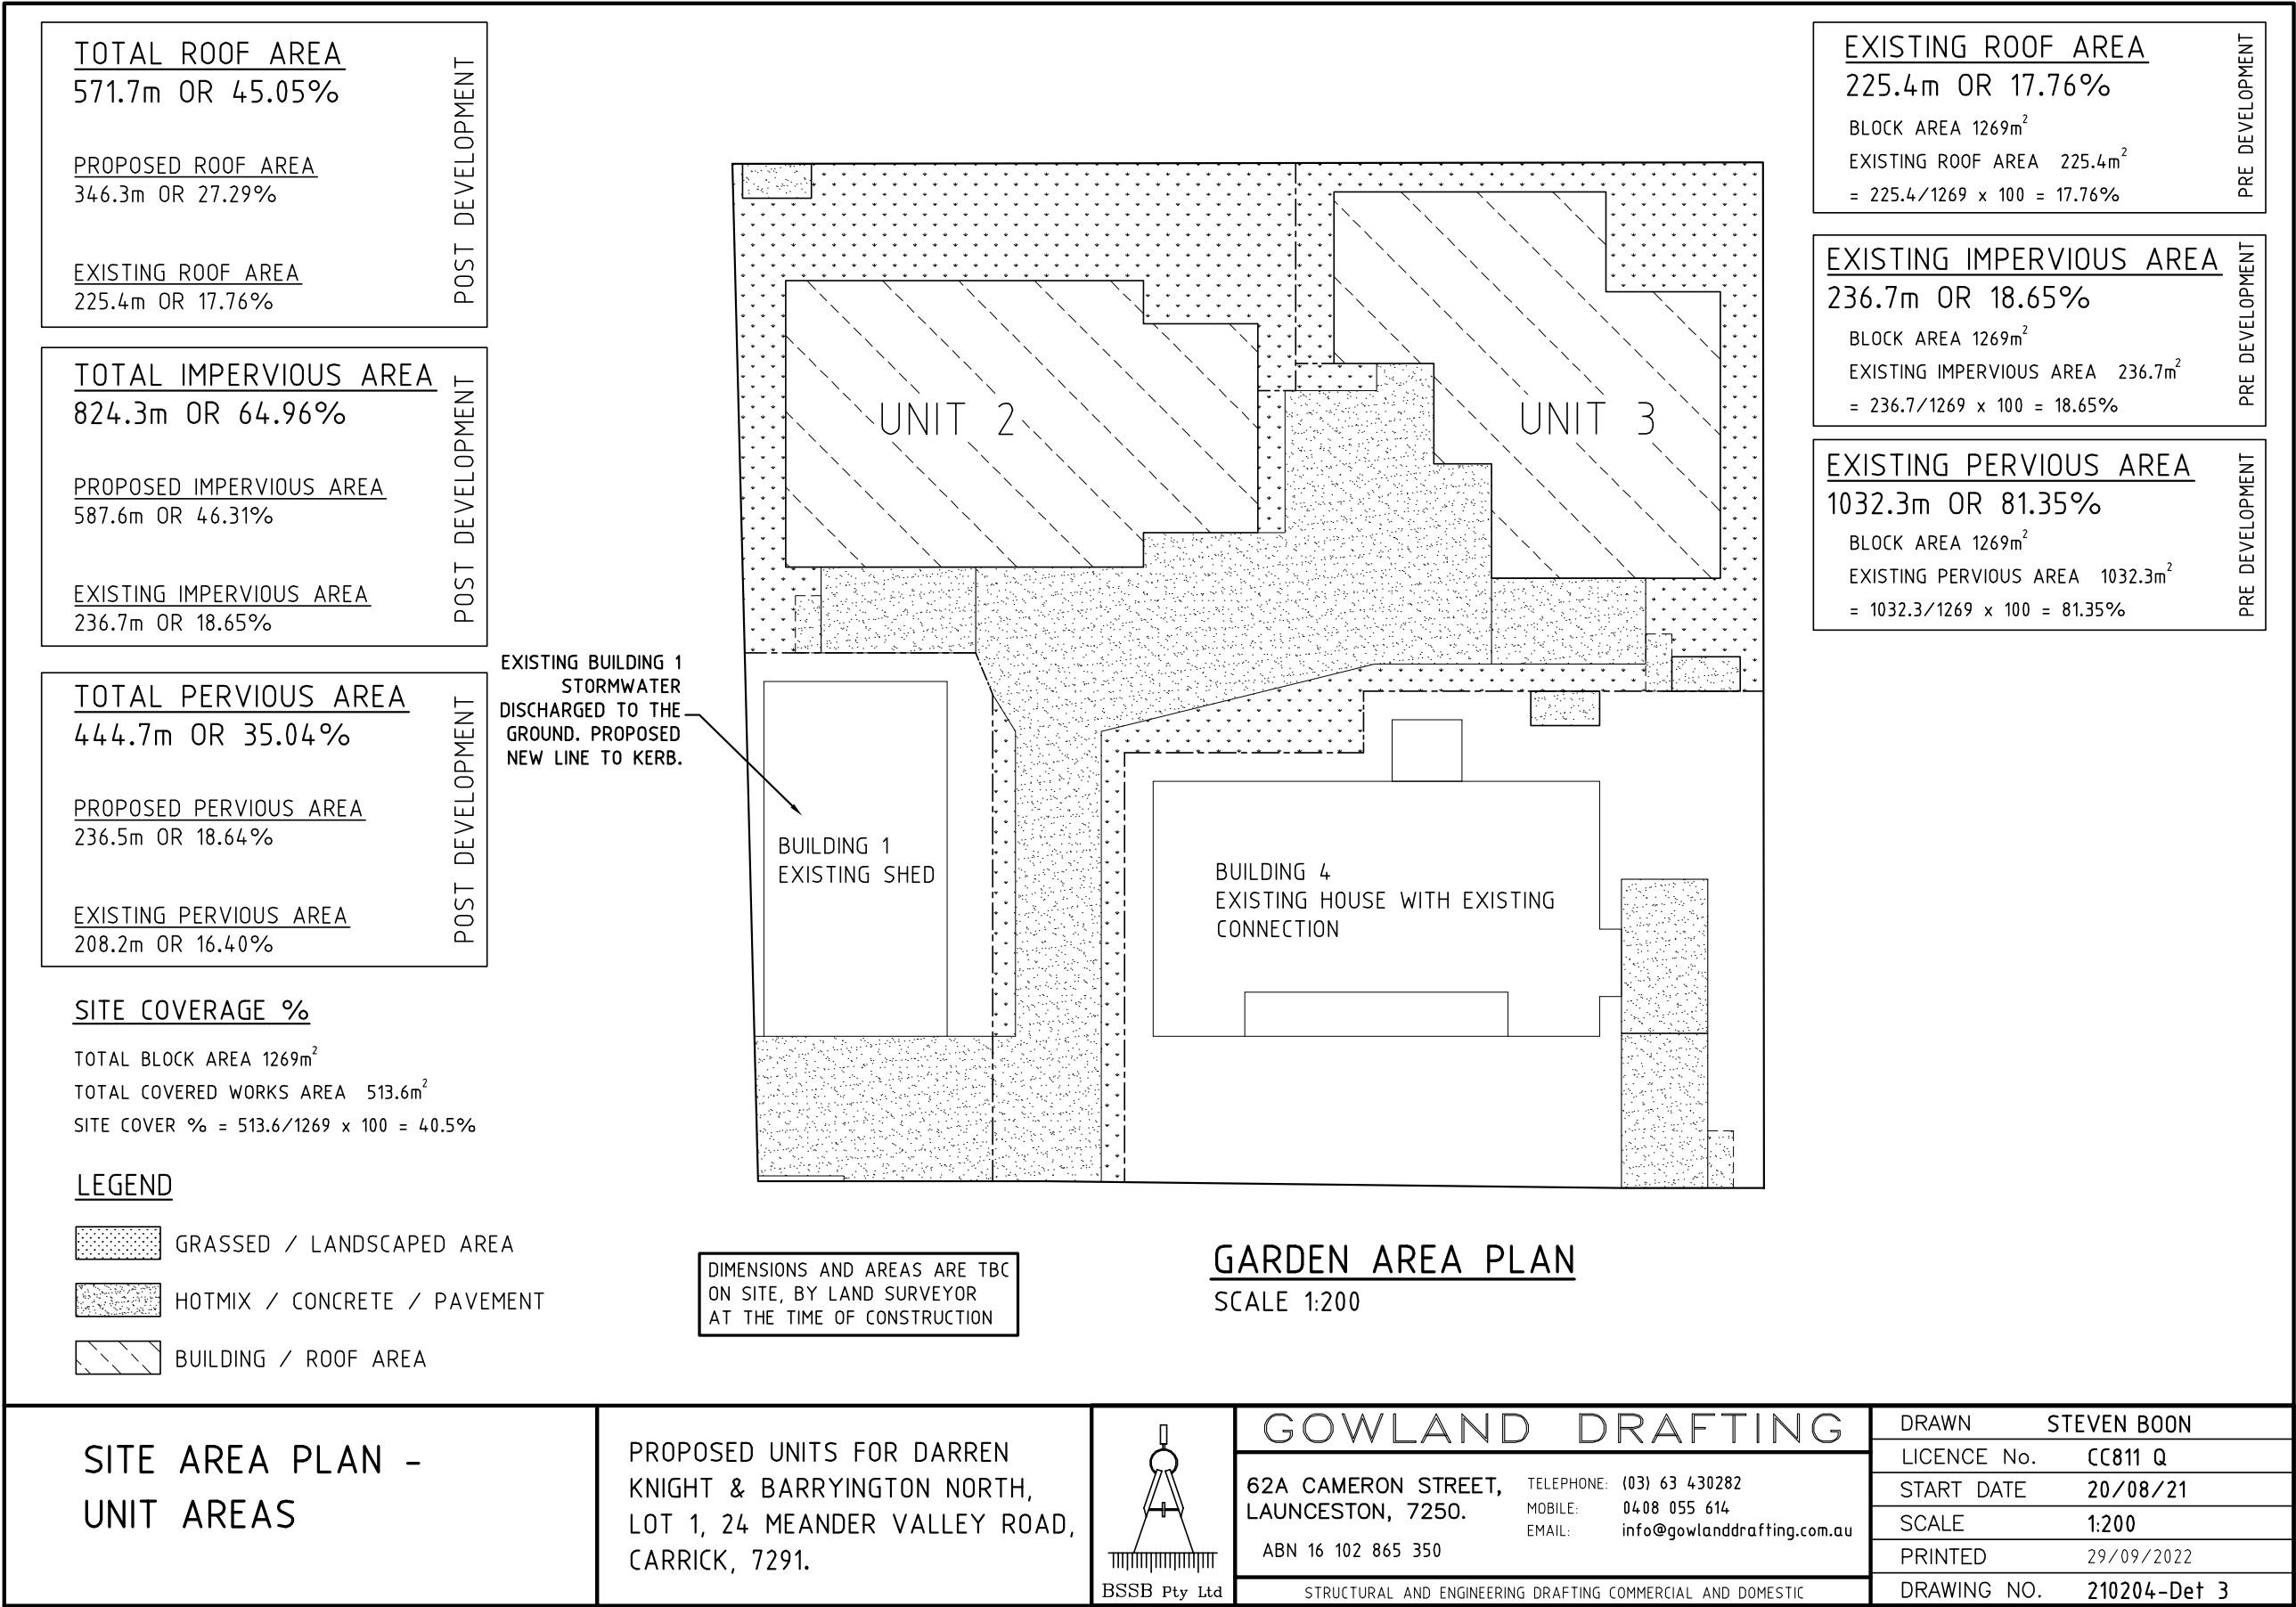 TOTAL ROOF AREA
571.7m OR 45.05%
PROPOSED ROOF AREA
346.3m OR 27.29%
EXISTING ROOF AREA
225.4m OR 17.76%
POST DEVELOPMENT
TOTAL IMPERVIOUS AREA
824.3m OR 64.96%
PROPOSED IMPERVIOUS AREA
587.6m OR 46.31%
EXISTING IMPERVIOUS AREA
236.7m OR 18.65%
POST DEVELOPMENT
TOTAL PERVIOUS AREA
444.7m OR 35.04%
PROPOSED PERVIOUS AREA
236.5m OR 18.64%
EXISTING PERVIOUS AREA
208.2m OR 16.40%
POST DEVELOPMENT
SITE COVERAGE %
TOTAL BLOCK AREA 1269m²
TOTAL COVERED WORKS AREA 513.6m²
SITE COVER % = 513.6/1269 x 100 = 40.5%
LEGEND
GRASSED / LANDSCAPED AREA
HOTMIX / CONCRETE / PAVEMENT
BUILDING / ROOF AREA
UNIT 2
UNIT 3
EXISTING BUILDING 1
STORMWATER
DISCHARGED TO THE
GROUND. PROPOSED
NEW LINE TO KERB.
BUILDING 1
EXISTING SHED
BUILDING 4
EXISTING HOUSE WITH EXISTING
CONNECTION
DIMENSIONS AND AREAS ARE TBC
ON SITE, BY LAND SURVEYOR
AT THE TIME OF CONSTRUCTION
GARDEN AREA PLAN
SCALE 1:200
EXISTING ROOF AREA
225.4m OR 17.76%
BLOCK AREA 1269m²
EXISTING ROOF AREA 225.4m²
= 225.4/1269 x 100 = 17.76%
PRE DEVELOPMENT
EXISTING IMPERVIOUS AREA
236.7m OR 18.65%
BLOCK AREA 1269m²
EXISTING IMPERVIOUS AREA 236.7m²
= 236.7/1269 x 100 = 18.65%
PRE DEVELOPMENT
EXISTING PERVIOUS AREA
1032.3m OR 81.35%
BLOCK AREA 1269m²
EXISTING PERVIOUS AREA 1032.3m²
= 1032.3/1269 x 100 = 81.35%
PRE DEVELOPMENT
SITE AREA PLAN -
UNIT AREAS
PROPOSED UNITS FOR DARREN
KNIGHT & BARRYINGTON NORTH,
LOT 1, 24 MEANDER VALLEY ROAD,
CARRICK, 7291.
BSSB Pty Ltd
GOWLAND DRAFTING
62A CAMERON STREET,
LAUNCESTON, 7250.
ABN 16 102 865 350
TELEPHONE: (03) 63 430282
MOBILE: 0408 055 614
EMAIL: info@gowlanddrafting.com.au
STRUCTURAL AND ENGINEERING DRAFTING COMMERCIAL AND DOMESTIC
DRAWN STEVEN BOON
LICENCE No. CC811 Q
START DATE 20/08/21
SCALE 1:200
PRINTED 29/09/2022
DRAWING NO. 210204-Det 3